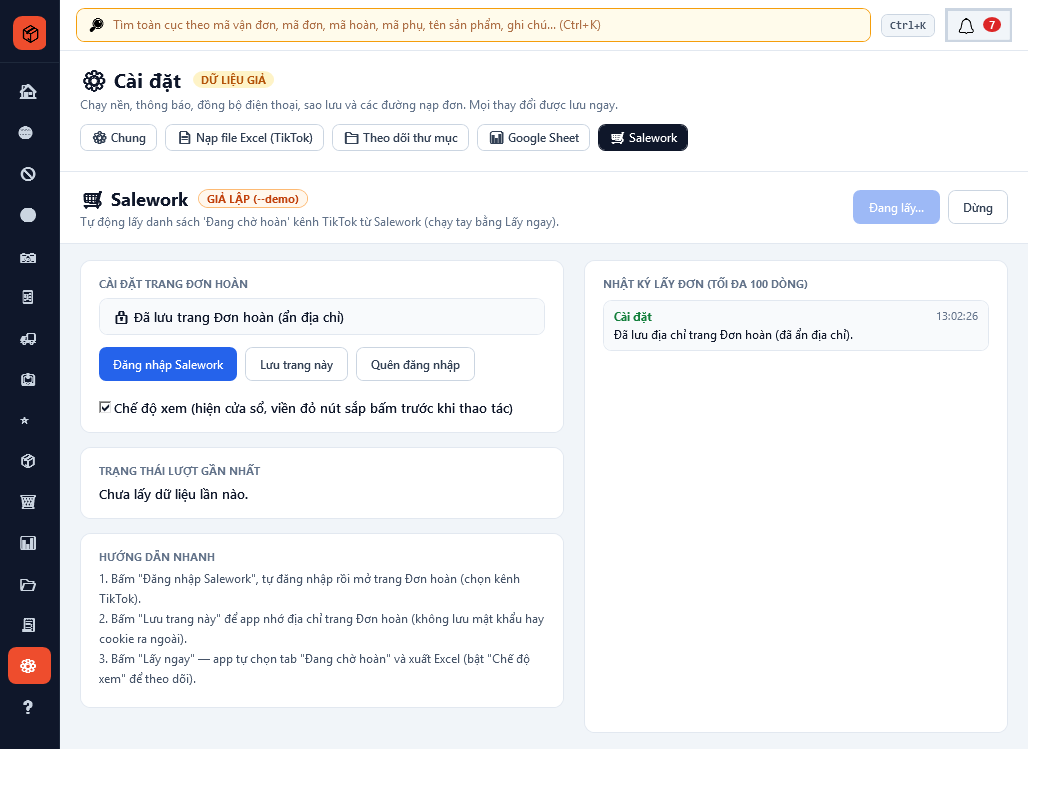 Tìm toàn cục theo mã vận đơn, mã đơn, mã hoàn, mã phụ, tên sản phẩm, ghi chú... (Ctrl+K)
Ctrl+K
7
Cài đặt
DỮ LIỆU GIẢ
Chạy nền, thông báo, đồng bộ điện thoại, sao lưu và các đường nạp đơn. Mọi thay đổi được lưu ngay.
Chung
Nạp file Excel (TikTok)
Theo dõi thư mục
Google Sheet
Salework
Salework
GIẢ LẬP (--demo)
Tự động lấy danh sách 'Đang chờ hoàn' kênh TikTok từ Salework (chạy tay bằng Lấy ngay).
Đang lấy...
Dừng
CÀI ĐẶT TRANG ĐƠN HOÀN
Đã lưu trang Đơn hoàn (ẩn địa chỉ)
Đăng nhập Salework
Lưu trang này
Quên đăng nhập
Chế độ xem (hiện cửa sổ, viền đỏ nút sắp bấm trước khi thao tác)
TRẠNG THÁI LƯỢT GẦN NHẤT
Chưa lấy dữ liệu lần nào.
HƯỚNG DẪN NHANH
1. Bấm "Đăng nhập Salework", tự đăng nhập rồi mở trang Đơn hoàn (chọn kênh
TikTok).
2. Bấm "Lưu trang này" để app nhớ địa chỉ trang Đơn hoàn (không lưu mật khẩu hay
cookie ra ngoài).
3. Bấm "Lấy ngay" — app tự chọn tab "Đang chờ hoàn" và xuất Excel (bật "Chế độ
xem" để theo dõi).
NHẬT KÝ LẤY ĐƠN (TỐI ĐA 100 DÒNG)
Cài đặt
13:02:26
Đã lưu địa chỉ trang Đơn hoàn (đã ẩn địa chỉ).
?